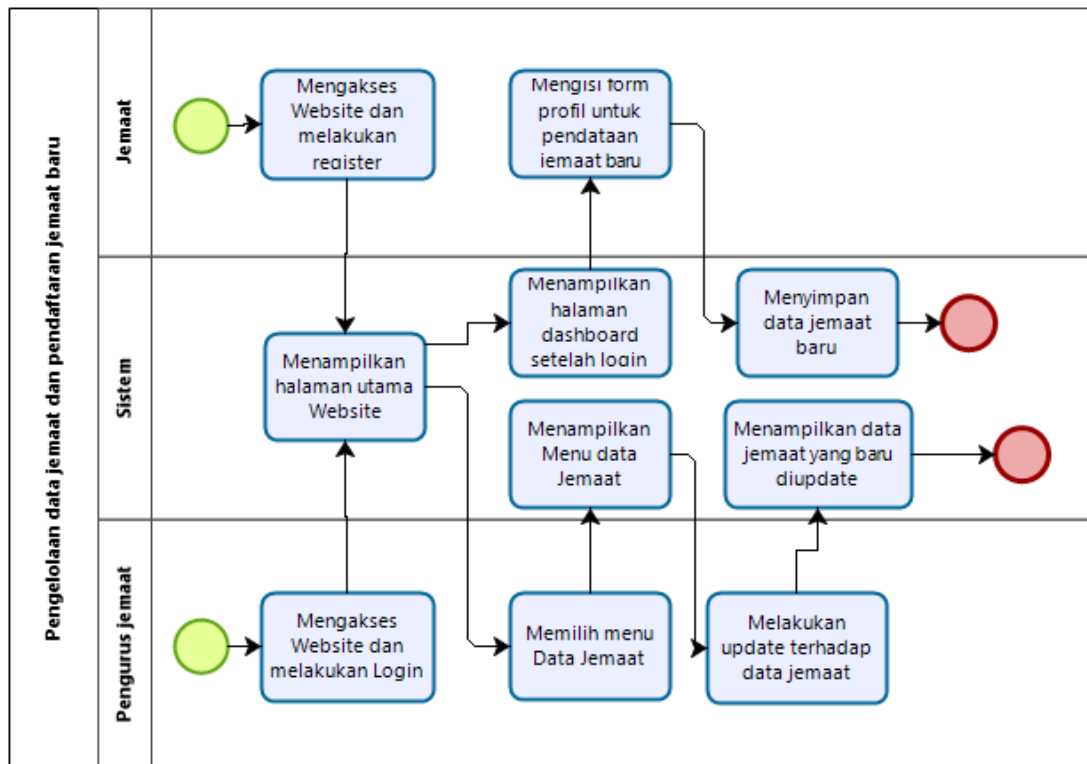 Pengelolaan data jemaat dan pendaftaran jemaat baru
Jemaat
Mengakses
Website dan
melakukan
register
Mengisi form
profil untuk
pendataan
jemaat baru
Sistem
Menampilkan
halaman utama
Website
Menampilkan
halaman
dashboard
setelah login
Menyimpan
data jemaat
baru
Menampilkan
Menu data
Jemaat
Menampilkan data
jemaat yang baru
diupdate
Pengurus jemaat
Mengakses
Website dan
melakukan Login
Memilih menu
Data Jemaat
Melakukan
update terhadap
data jemaat